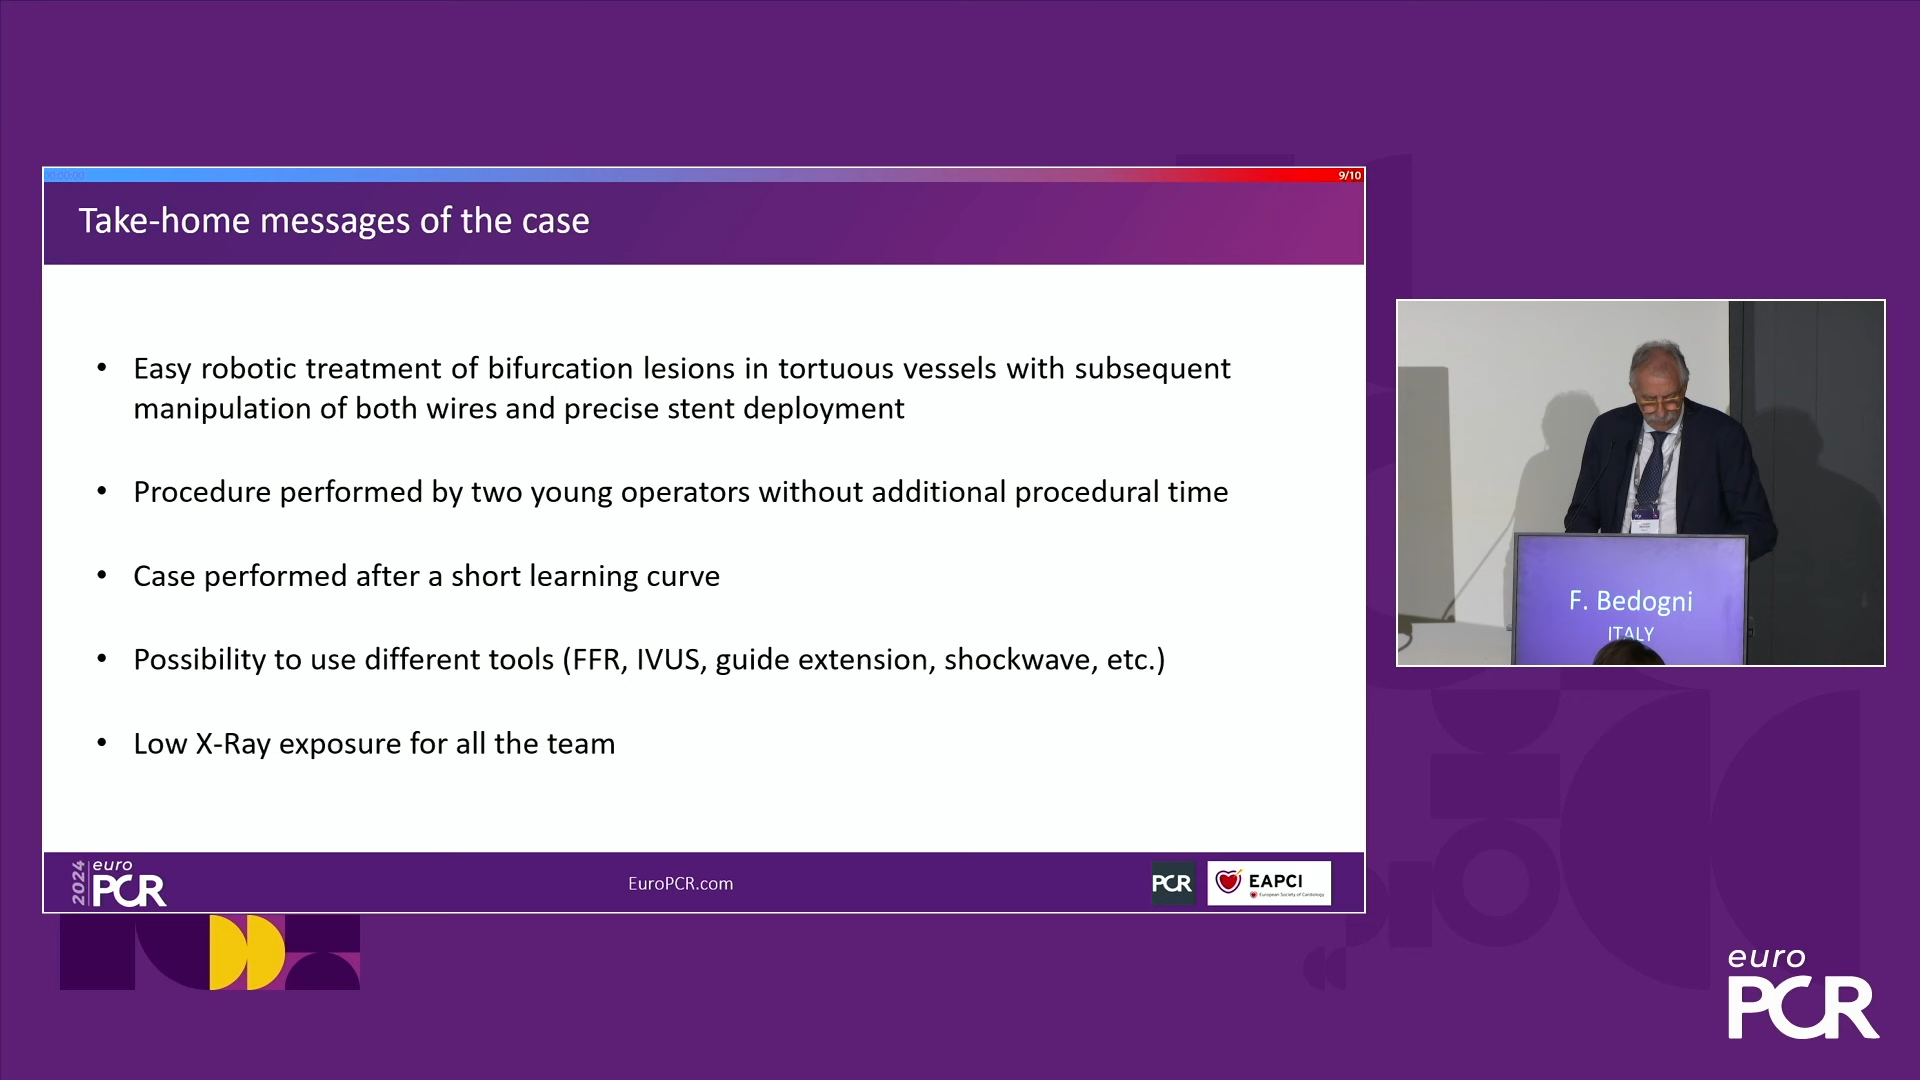 00:00:00
9/10
Take-home messages of the case
• Easy robotic treatment of bifurcation lesions in tortuous vessels with subsequent
manipulation of both wires and precise stent deployment
• Procedure performed by two young operators without additional procedural time
• Case performed after a short learning curve
• Possibility to use different tools (FFR, IVUS, guide extension, shockwave, etc.)
• Low X-Ray exposure for all the team
2024
euro
PCR
EuroPCR.com
PCR
EAPCI
European Society of Cardiology
F. Bedogni
ITALY
euro
PCR